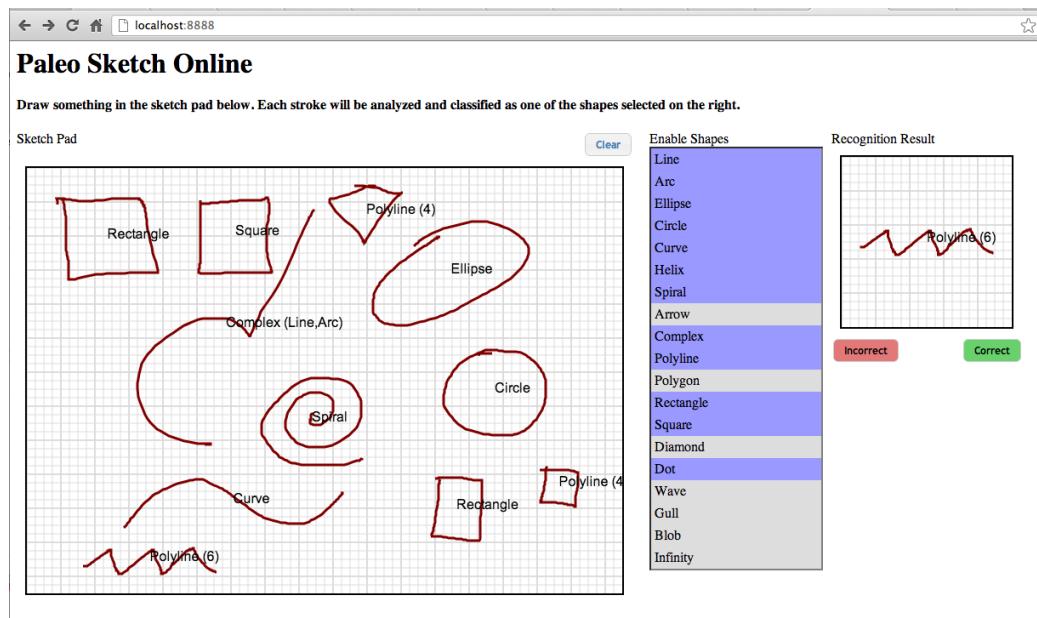 localhost:8888
Paleo Sketch Online
Draw something in the sketch pad below. Each stroke will be analyzed and classified as one of the shapes selected on the right.
Sketch Pad
Clear
Rectangle
Square
Polyline (4)
Ellipse
Complex (Line,Arc)
Circle
Spiral
Curve
Rectangle
Polyline (4
Polyline (6)
Enable Shapes
Line
Arc
Ellipse
Circle
Curve
Helix
Spiral
Arrow
Complex
Polyline
Polygon
Rectangle
Square
Diamond
Dot
Wave
Gull
Blob
Infinity
Recognition Result
Polyline (6)
Incorrect
Correct